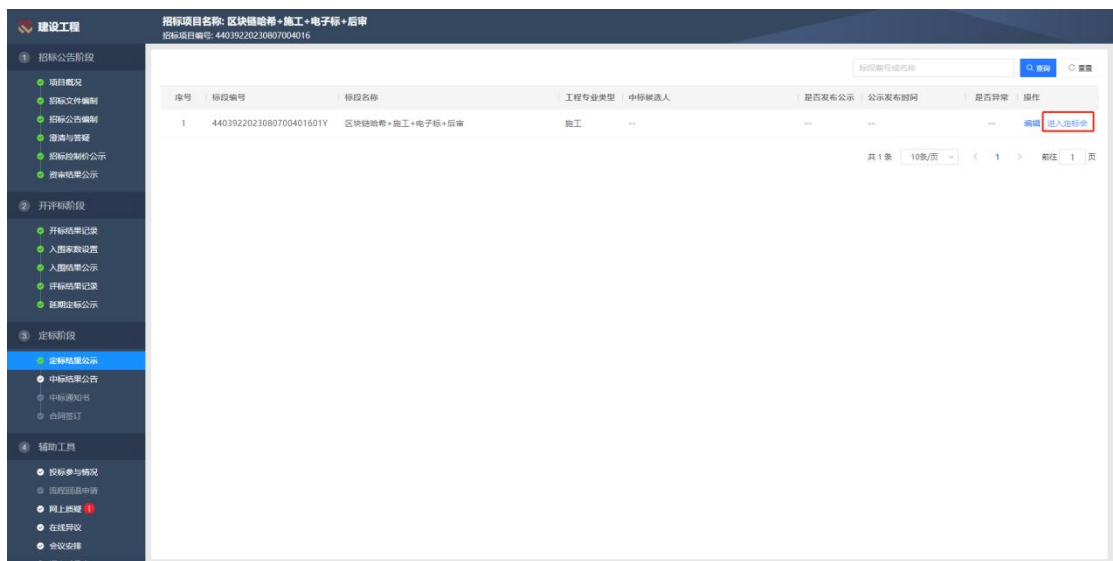 建设工程
招标项目名称: 区块链哈希+施工+电子标+后审
招标项目编号: 44039220230807004016
1 招标公告阶段
项目概况
招标文件编制
招标公告编制
澄清与答疑
招标控制价公示
资审结果公示
2 开评标阶段
开标结果记录
入围家数设置
入围结果公示
评标结果记录
延期定标公示
3 定标阶段
定标结果公示
中标结果公告
中标通知书
合同签订
4 辅助工具
投标参与情况
流程回退申请
网上质疑 1
在线异议
会议安排
标段编号或名称 查询 重置
序号 标段编号 标段名称 工程专业类型 中标候选人 是否发布公示 公示发布时间 是否异常 操作
1 4403922023080700401601Y 区块链哈希+施工+电子标+后审 施工 -- -- -- -- 编辑 进入定标会
共 1 条 10条/页 < 1 > 前往 1 页